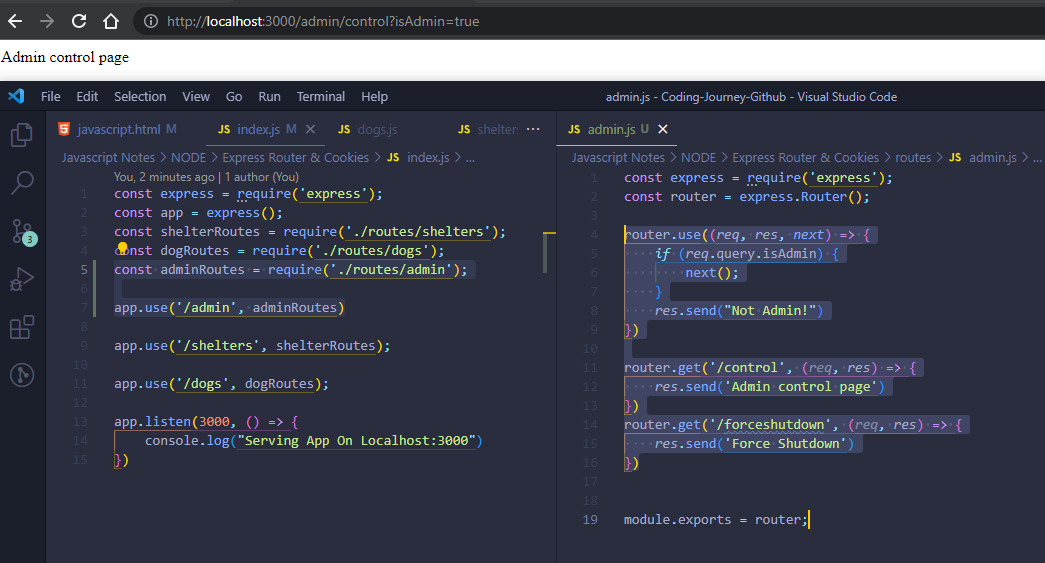 http://localhost:3000/admin/control?isAdmin=true
Admin control page
File Edit Selection View Go Run Terminal Help
admin.js - Coding-Journey-Github - Visual Studio Code
javascript.html M
JS index.js M
JS dogs.js
JS shelter
Javascript Notes > NODE > Express Router & Cookies > JS index.js > ...
You, 2 minutes ago | 1 author (You)
1 const express = require('express');
2 const app = express();
3 const shelterRoutes = require('./routes/shelters');
4 const dogRoutes = require('./routes/dogs');
5 const adminRoutes = require('./routes/admin');
6
7 app.use('/admin', adminRoutes)
8
9 app.use('/shelters', shelterRoutes);
10
11 app.use('/dogs', dogRoutes);
12
13 app.listen(3000, () => {
14 console.log("Serving App On Localhost:3000")
15 })
3
JS admin.js U
Javascript Notes > NODE > Express Router & Cookies > routes > JS admin.js > ...
1 const express = require('express');
2 const router = express.Router();
3
4 router.use((req, res, next) => {
5 if (req.query.isAdmin) {
6 next();
7 }
8 res.send("Not Admin!")
9 })
10
11 router.get('/control', (req, res) => {
12 res.send('Admin control page')
13 })
14 router.get('/forceshutdown', (req, res) => {
15 res.send('Force Shutdown')
16 })
17
18
19 module.exports = router;